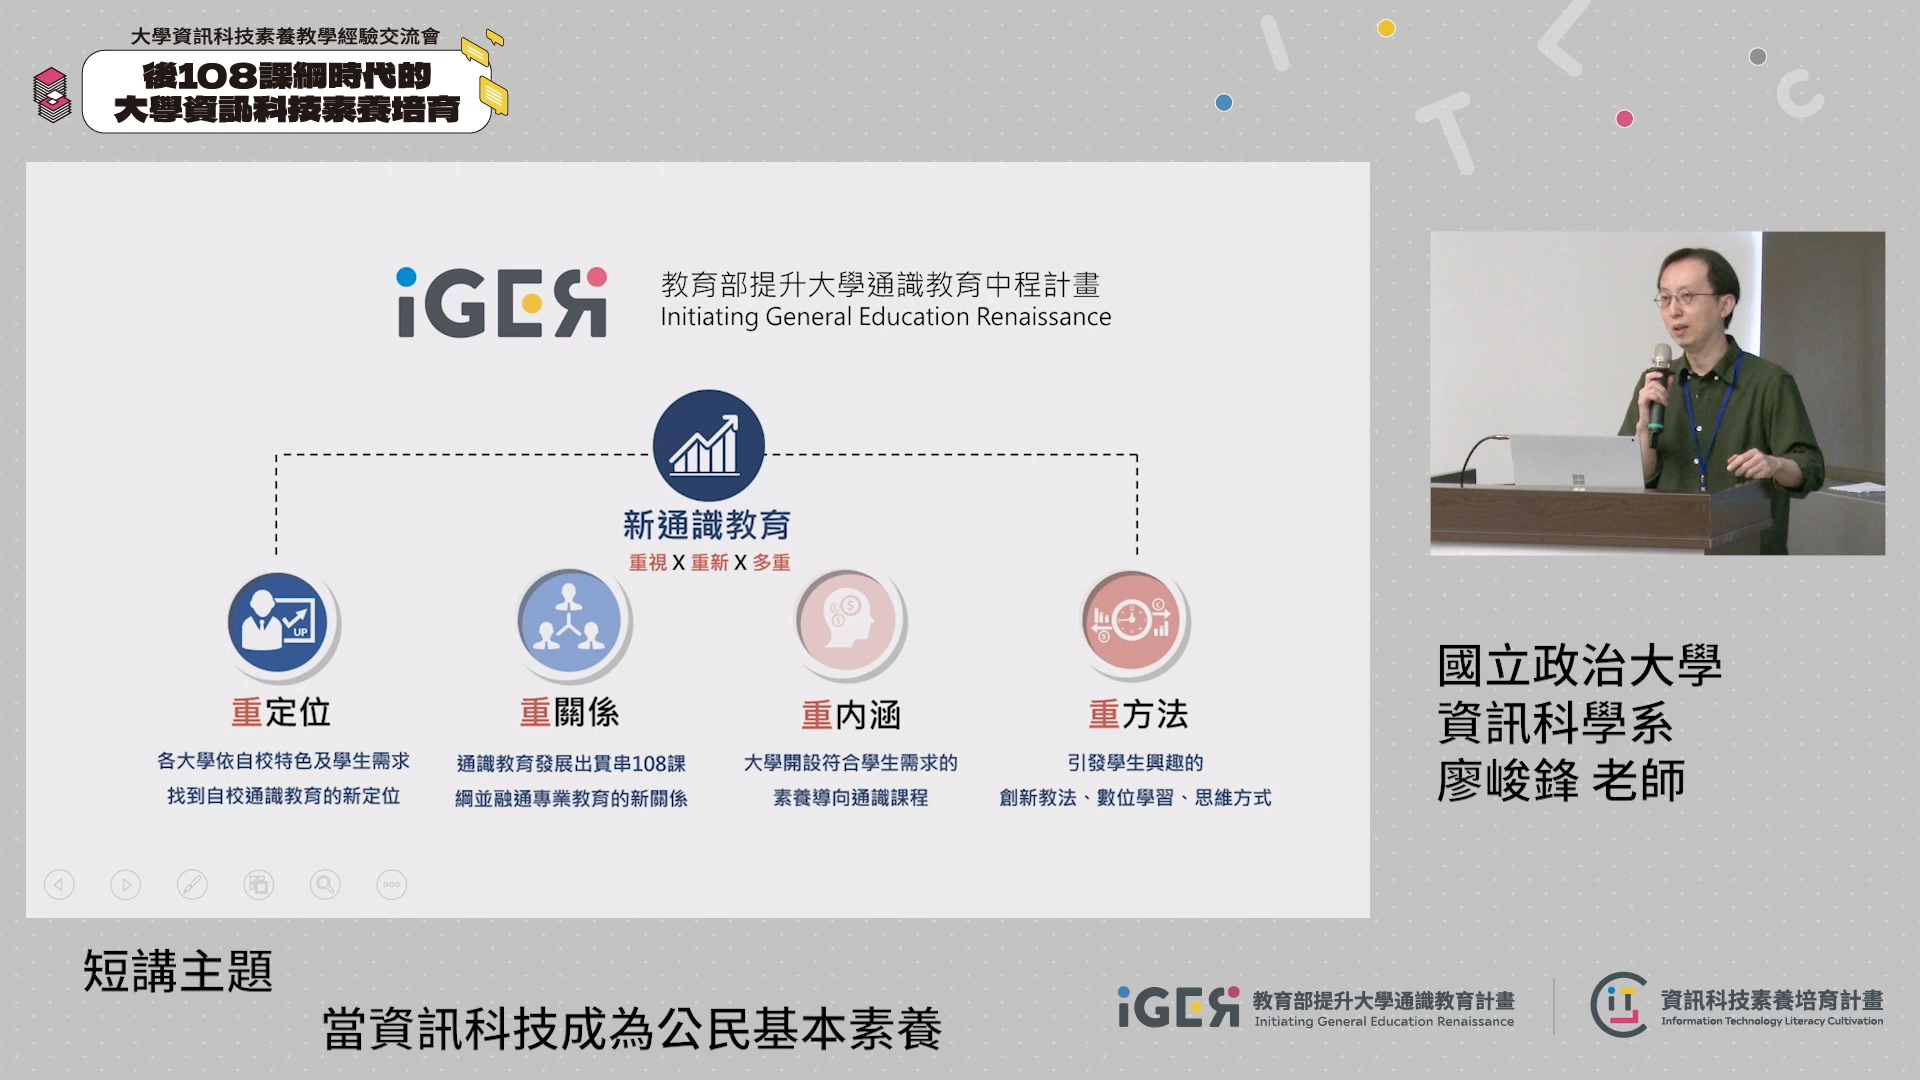 大學資訊科技素養教學經驗交流會
後108課綱時代的
大學資訊科技素養培育
I
T
L
C
iGER
教育部提升大學通識教育中程計畫
Initiating General Education Renaissance
新通識教育
重視 X 重新 X 多重
UP
重定位
各大學依自校特色及學生需求
找到自校通識教育的新定位
重關係
通識教育發展出貫串108課
綱並融通專業教育的新關係
重內涵
大學開設符合學生需求的
素養導向通識課程
重方法
引發學生興趣的
創新教法、數位學習、思維方式
國立政治大學
資訊科學系
廖峻鋒 老師
短講主題
當資訊科技成為公民基本素養
iGER
教育部提升大學通識教育計畫
Initiating General Education Renaissance
資訊科技素養培育計畫
Information Technology Literacy Cultivation